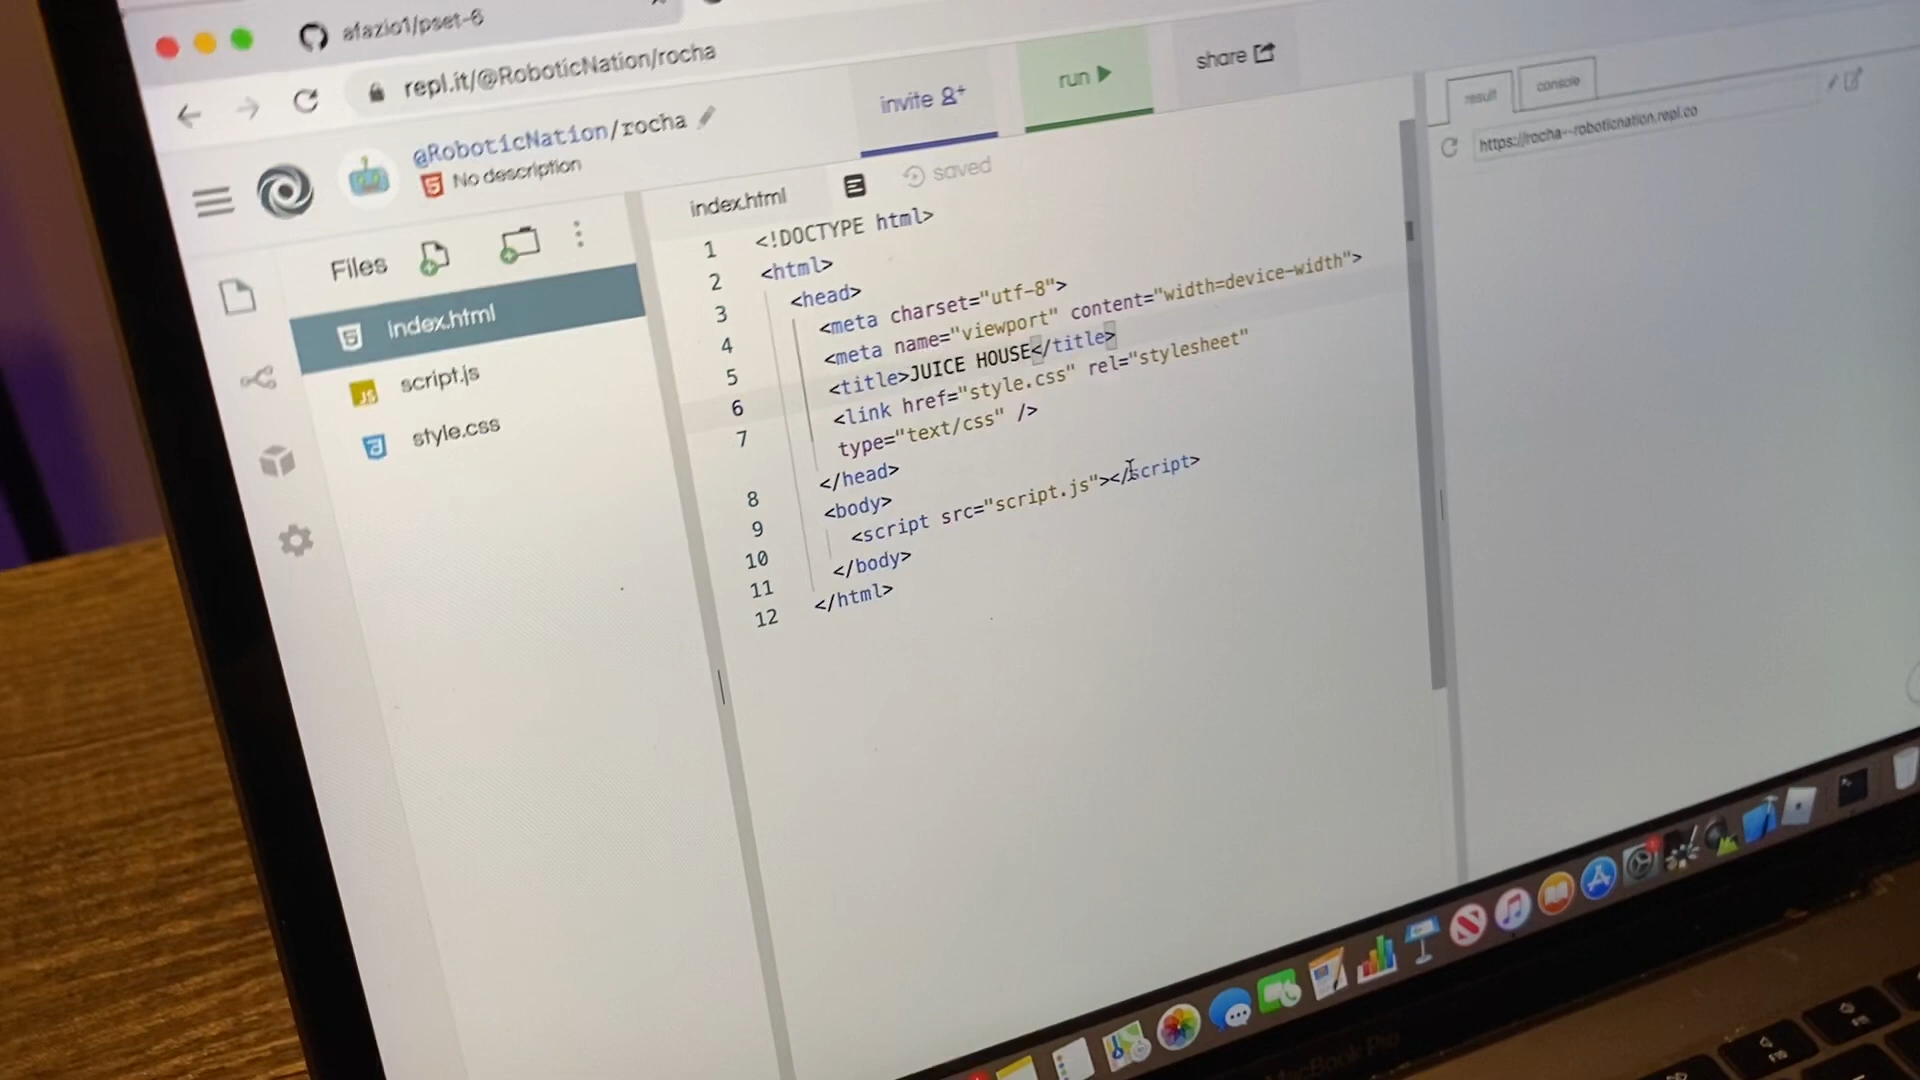 afazio1/pset-6
repl.it/@RoboticNation/rocha
@RoboticNation/rocha
No description
invite
run
share
result
console
https://rocha--roboticnation.repl.co
Files
index.html
script.js
JS
style.css
index.html
saved
1 <!DOCTYPE html>
2 <html>
3 <head>
4 <meta charset="utf-8">
5 <meta name="viewport" content="width=device-width">
6 <title>JUICE HOUSE</title>
7 <link href="style.css" rel="stylesheet"
type="text/css" />
8 </head>
9 <body>
10 <script src="script.js"></script>
11 </body>
12 </html>
MacBook Pro